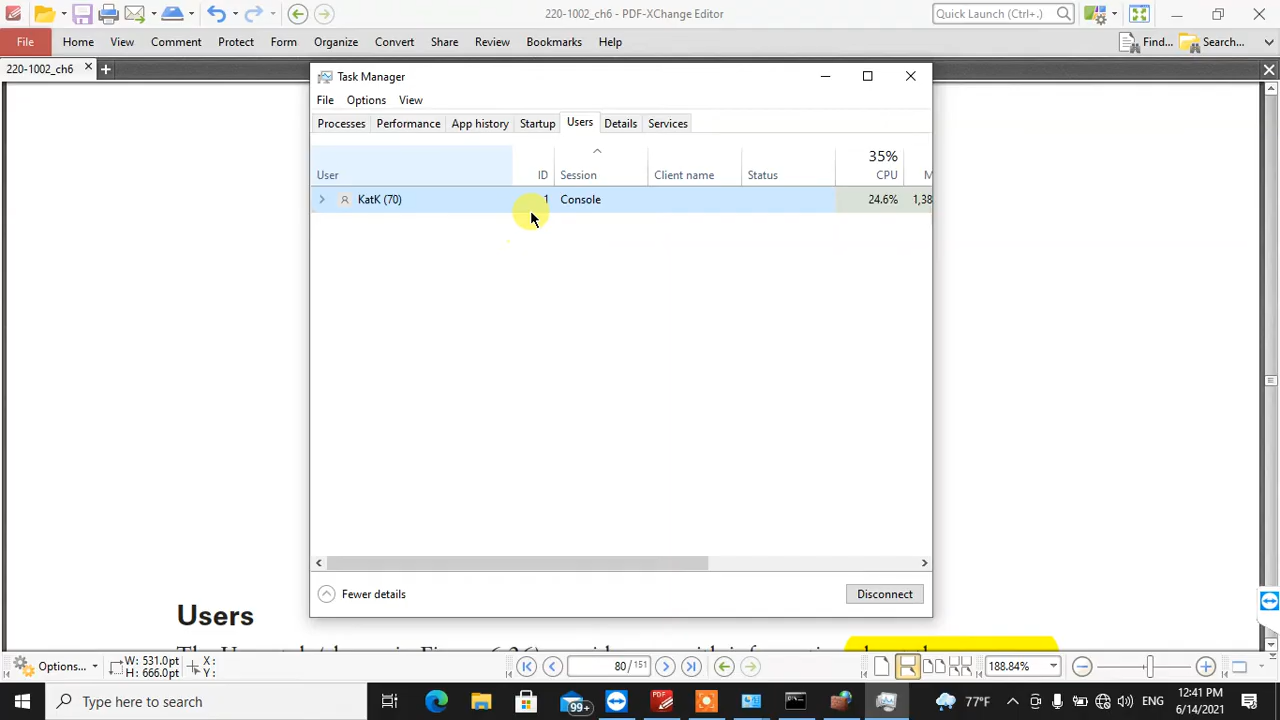 220-1002_ch6 - PDF-XChange Editor
Quick Launch (Ctrl+.)
File Home View Comment Protect Form Organize Convert Share Review Bookmarks Help Find... Search...
220-1002_ch6
Task Manager
File Options View
Processes Performance App history Startup Users Details Services
35%
User ID Session Client name Status CPU M
KatK (70) 1 Console 24.6% 1,38
Fewer details Disconnect
Users
Options... W: 531.0pt X:
H: 666.0pt Y:
80 / 151 188.84%
Type here to search 99+ 77°F ENG 12:41 PM
6/14/2021